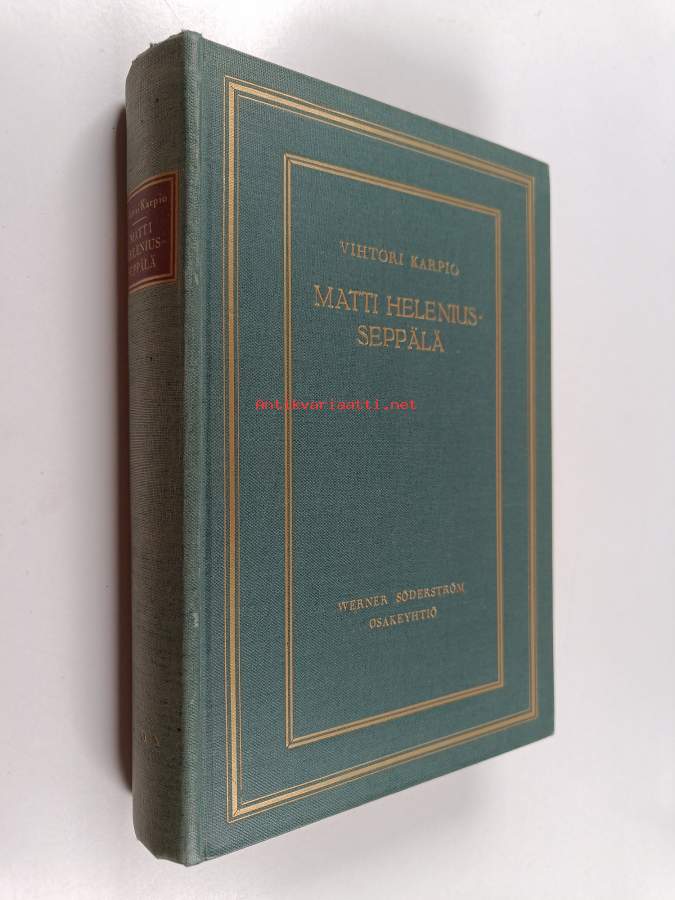 Karpio
MATTI
HELENIUS-
SEPPÄLÄ
VIHTORI KARPIO
MATTI HELENIUS-
SEPPÄLÄ
Antikvariaatti.net
WERNER SÖDERSTRÖM
OSAKEYHTIÖ